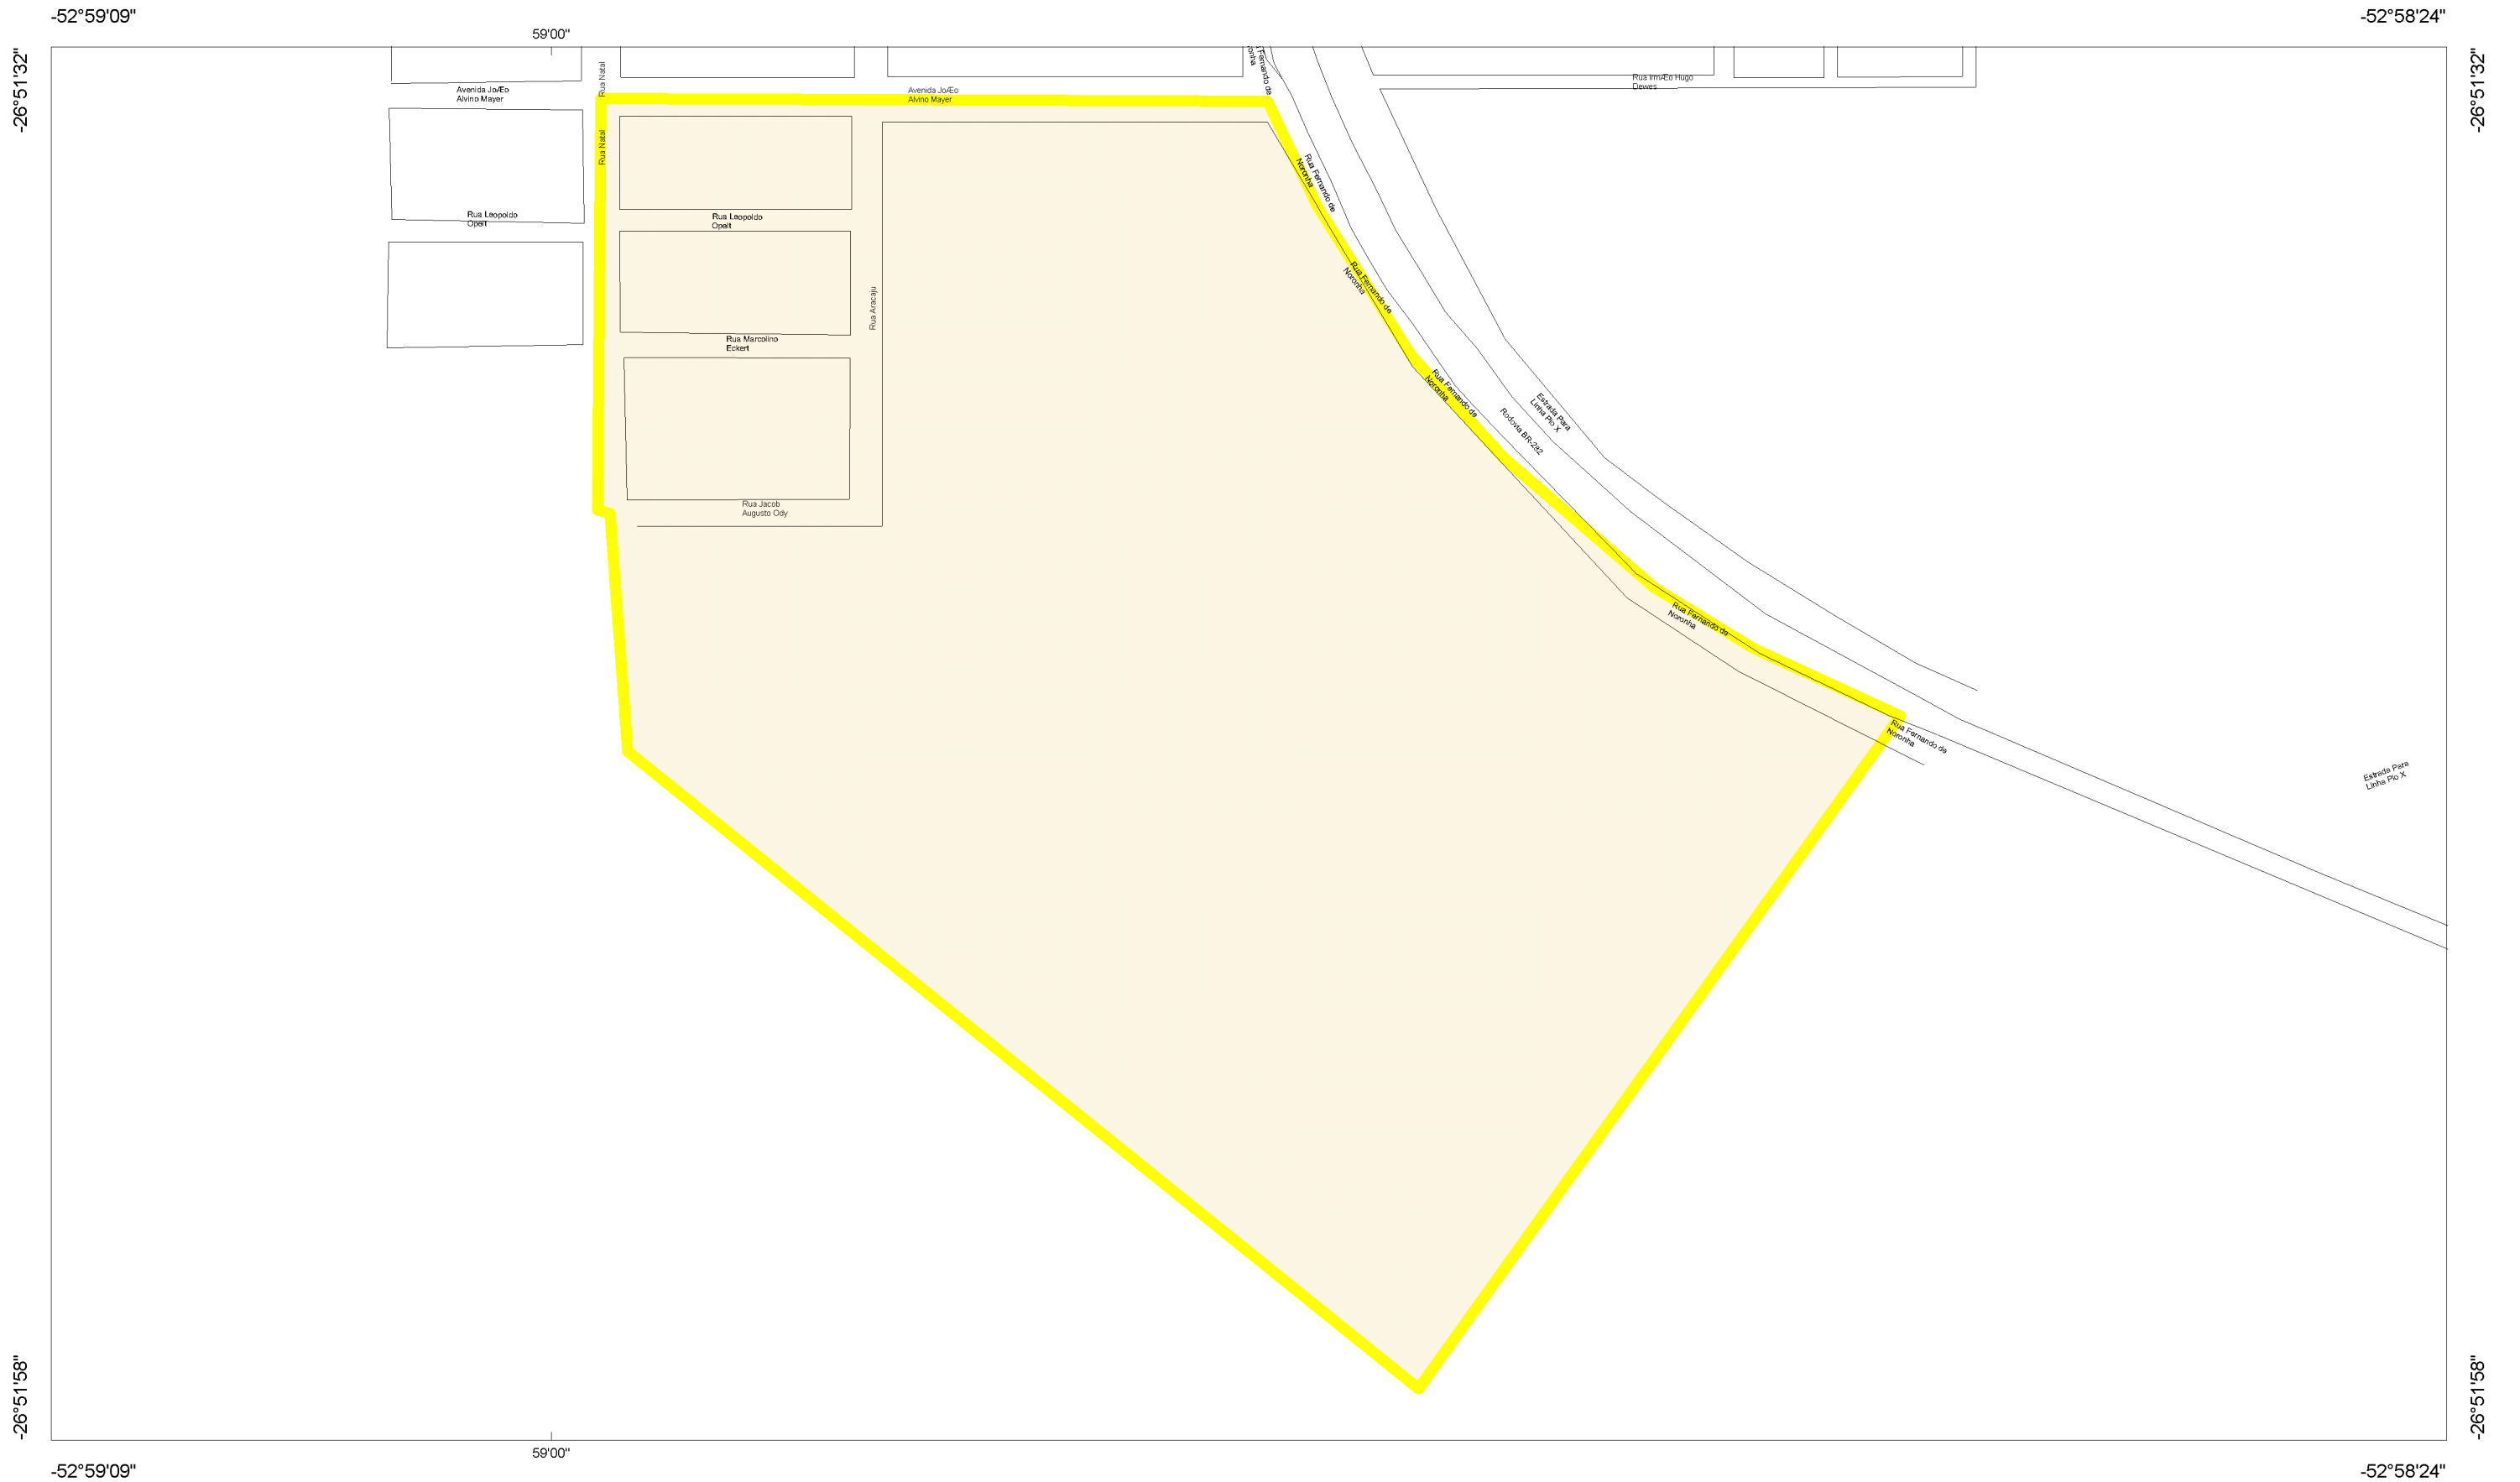 -52°59'09"
-52°58'24"
59'00"
-26°51'32"
-26°51'32"
Rua Natal
Fernando de
onha
Rua IrmÆo Hugo
Dewes
Avenida JoÆo
Alvino Mayer
Avenida JoÆo
Alvino Mayer
Rua Natal
Rua Fernando de
Noronha
Rua Leopoldo
Opelt
Rua Leopoldo
Opelt
Rua Aracaju
Rua Fernando de
Noronha
Rua Marcolino
Eckert
Rua Fernando de
Noronha
Estrada Para
Linha Pio X
Rodovia BR-282
Rua Jacob
Augusto Ody
Rua Fernando de
Noronha
Rua Fernando de
Noronha
Estrada Para
Linha Pio X
-26°51'58"
-26°51'58"
59'00"
-52°59'09"
-52°58'24"